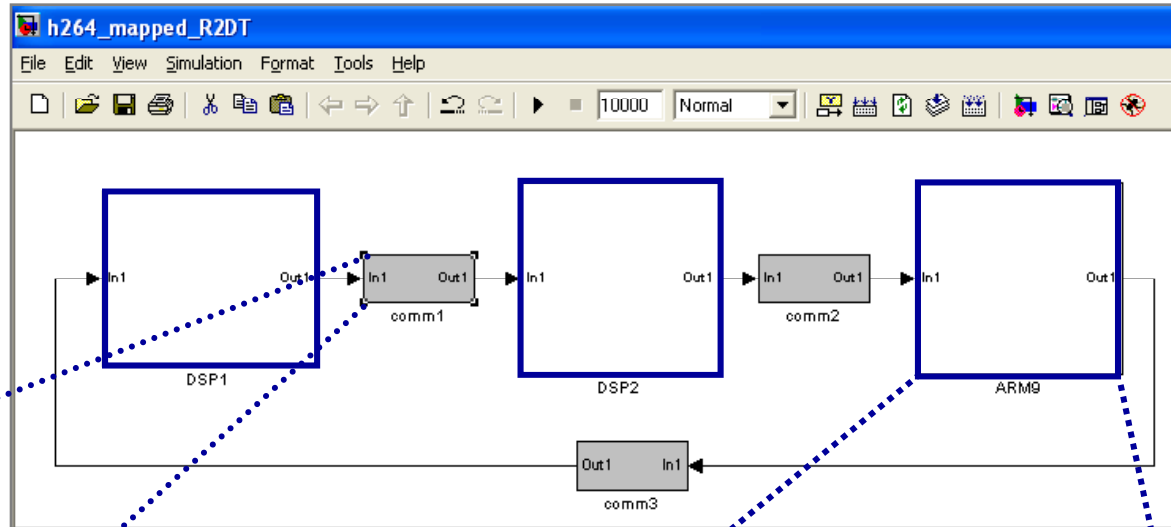 h264_mapped_R2DT
File Edit View Simulation Format Tools Help
10000 Normal
In1 Out1 In1 Out1 In1 Out1 In1 Out1 In1 Out1
comm1 comm2
DSP1 DSP2 ARM9
Out1 In1
comm3